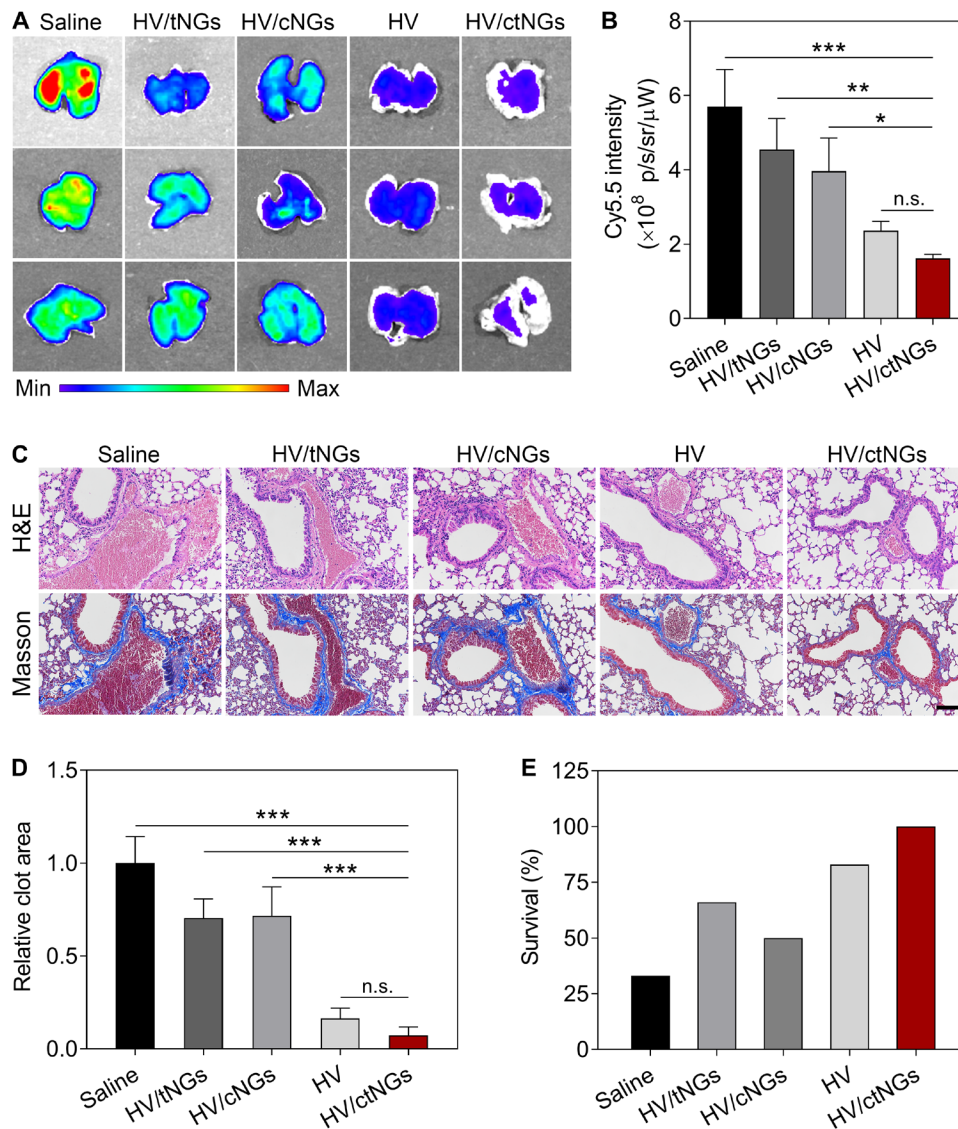 A
Saline HV/tNGs HV/cNGs HV HV/ctNGs
Min Max
B
Cy5.5 intensity
(×10⁸ p/s/sr/μW)
8
6
4
2
0
***
**
*
n.s.
Saline HV/tNGs HV/cNGs HV HV/ctNGs
C
Saline HV/tNGs HV/cNGs HV HV/ctNGs
H&E
Masson
D
Relative clot area
1.5
1.0
0.5
0.0
***
***
***
n.s.
Saline HV/tNGs HV/cNGs HV HV/ctNGs
E
Survival (%)
125
100
75
50
25
0
Saline HV/tNGs HV/cNGs HV HV/ctNGs